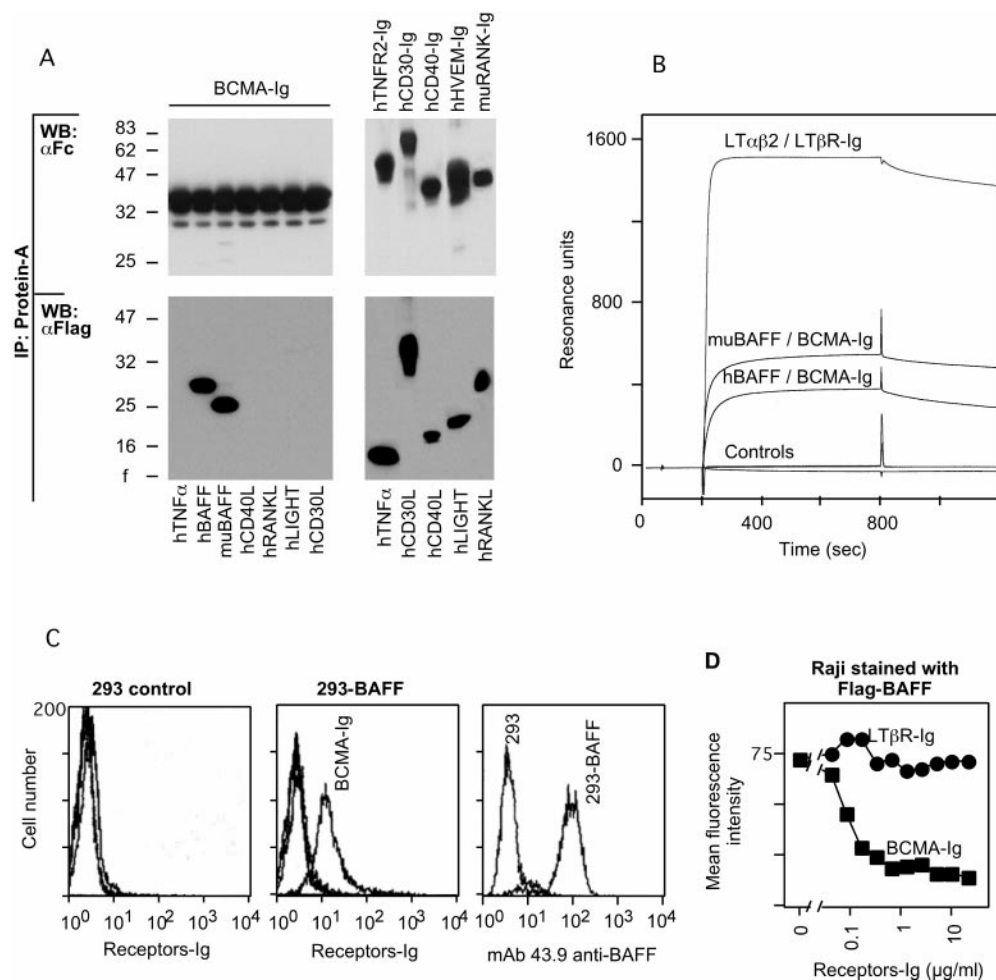 A
BCMA-Ig
hTNFR2-Ig
hCD30-Ig
hCD40-Ig
hHVEM-Ig
muRANK-Ig
IP: Protein-A
WB:
αFc
83
62
47
32
25
WB:
αFlag
47
32
25
16
f
hTNFα
hBAFF
muBAFF
hCD40L
hRANKL
hLIGHT
hCD30L
hTNFα
hCD30L
hCD40L
hLIGHT
hRANKL
B
Resonance units
1600
800
0
LTαβ2 / LTβR-Ig
muBAFF / BCMA-Ig
hBAFF / BCMA-Ig
Controls
0 400 800
Time (sec)
C
293 control
200
Cell number
10⁰ 10¹ 10² 10³ 10⁴
Receptors-Ig
293-BAFF
BCMA-Ig
10⁰ 10¹ 10² 10³ 10⁴
Receptors-Ig
293
293-BAFF
10⁰ 10¹ 10² 10³ 10⁴
mAb 43.9 anti-BAFF
D
Raji stained with
Flag-BAFF
Mean fluorescence
intensity
75
LTβR-Ig
BCMA-Ig
0 0.1 1 10
Receptors-Ig (µg/ml)